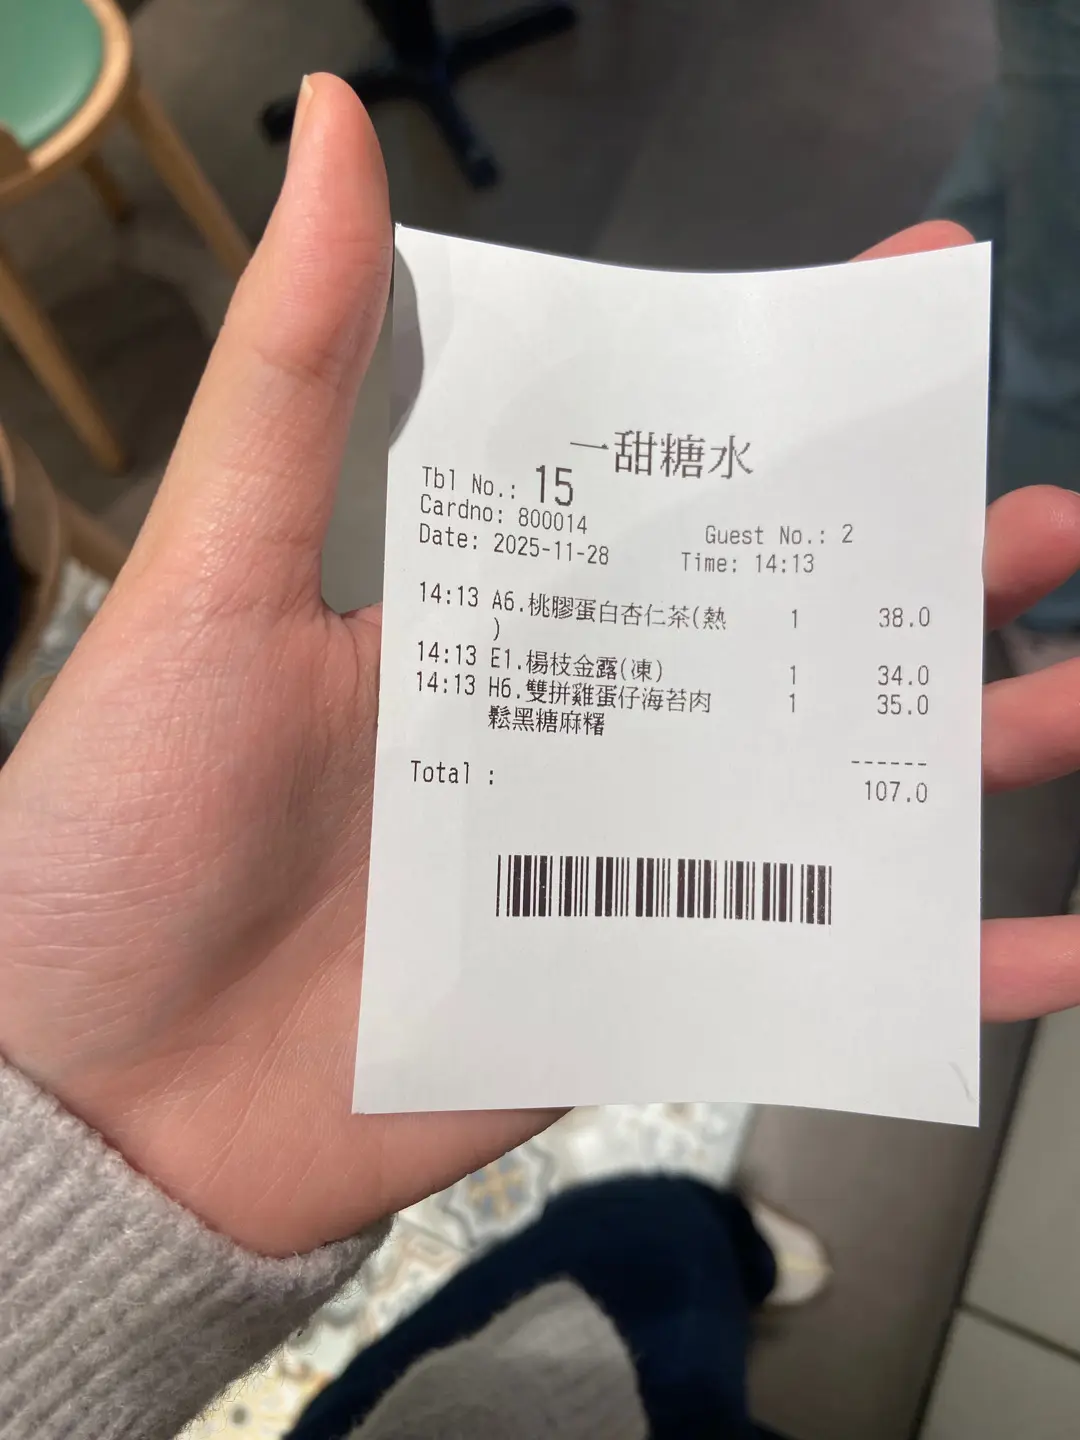 一甜糖水
Tbl No.: 15
Cardno: 800014 Guest No.: 2
Date: 2025-11-28 Time: 14:13
14:13 A6.桃膠蛋白杏仁茶(熱 1 38.0
)
14:13 E1.楊枝金露(凍) 1 34.0
14:13 H6.雙拼雞蛋仔海苔肉 1 35.0
鬆黑糖麻糬
------
Total : 107.0